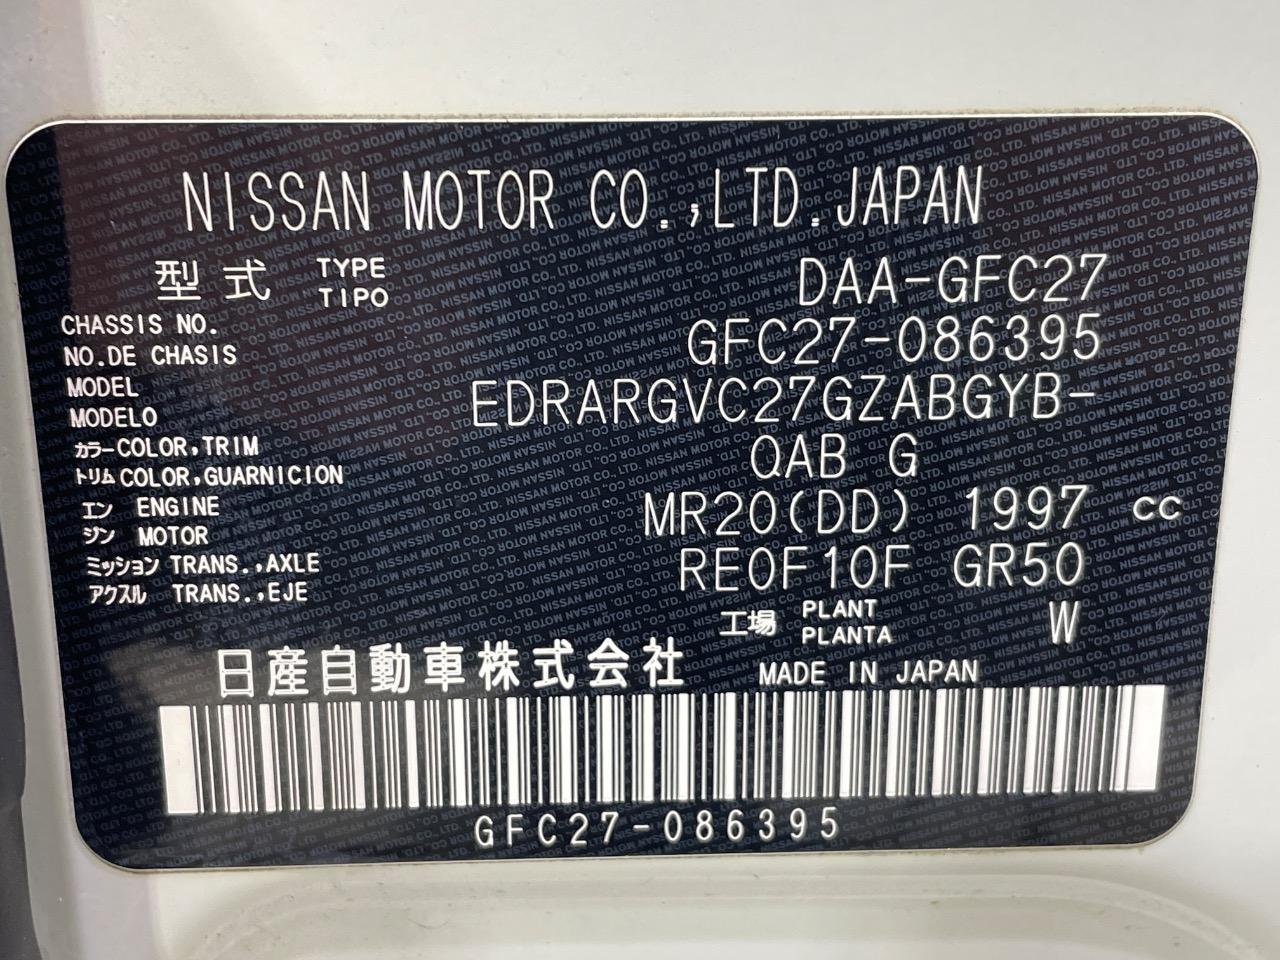 NISSAN MOTOR CO.,LTD.JAPAN
型式 TYPE TIPO DAA-GFC27
CHASSIS NO.
NO.DE CHASIS GFC27-086395
MODEL
MODELO EDRARGVC27GZABGYB-
カラー COLOR,TRIM
トリム COLOR,GUARNICION QAB G
エン ENGINE
ジン MOTOR MR20(DD) 1997 CC
ミッション TRANS.,AXLE
アクスル TRANS.,EJE RE0F10F GR50
工場 PLANT PLANTA W
日産自動車株式会社 MADE IN JAPAN
GFC27-086395